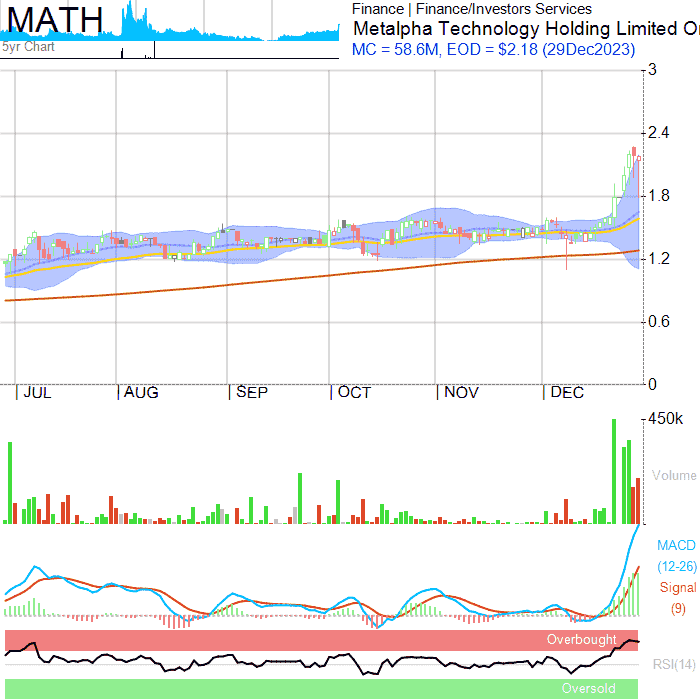 MATH
5yr Chart
Finance | Finance/Investors Services
Metalpha Technology Holding Limited Or
MC = 58.6M, EOD = $2.18 (29Dec2023)
3
2.4
1.8
1.2
0.6
0
JUL AUG SEP OCT NOV DEC
450k
Volume
MACD
(12-26)
Signal
(9)
Overbought
RSI(14)
Oversold